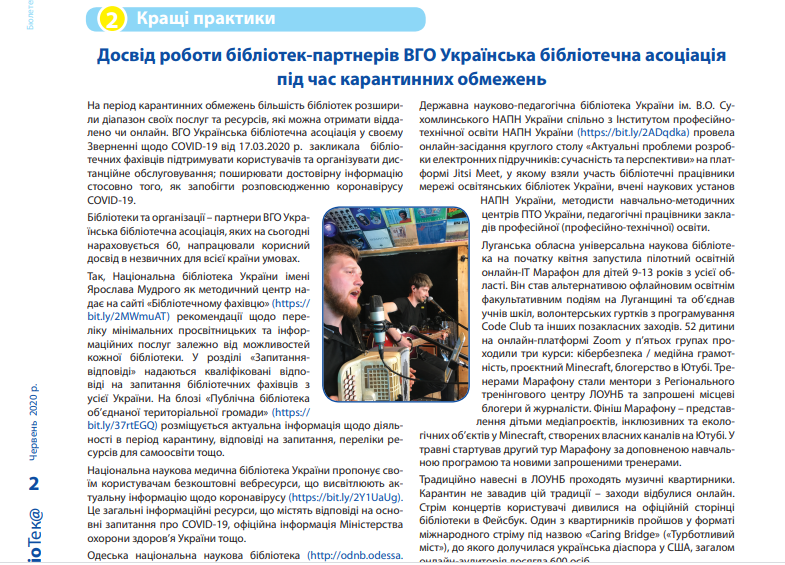 Бюлете
2 Кращі практики
Досвід роботи бібліотек-партнерів ВГО Українська бібліотечна асоціація
під час карантинних обмежень
На період карантинних обмежень більшість бібліотек розшири-
ли діапазон своїх послуг та ресурсів, які можна отримати відда-
лено чи онлайн. ВГО Українська бібліотечна асоціація у своєму
Зверненні щодо COVID-19 від 17.03.2020 р. закликала бібліо-
течних фахівців підтримувати користувачів та організувати дис-
танційне обслуговування; поширювати достовірну інформацію
стосовно того, як запобігти розповсюдженню коронавірусу
COVID-19.
Бібліотеки та організації – партнери ВГО Укра-
їнська бібліотечна асоціація, яких на сьогодні
нараховується 60, напрацювали корисний
досвід в незвичних для всієї країни умовах.
Так, Національна бібліотека України імені
Ярослава Мудрого як методичний центр на-
дає на сайті «Бібліотечному фахівцю» (https://
bit.ly/2MWmuAT) рекомендації щодо пере-
ліку мінімальних просвітницьких та інфор-
маційних послуг залежно від можливостей
кожної бібліотеки. У розділі «Запитання-
відповіді» надаються кваліфіковані відпо-
віді на запитання бібліотечних фахівців з
усієї України. На блозі «Публічна бібліотека
об'єднаної територіальної громади» (https://
bit.ly/37rtEGQ) розміщується актуальна інформація щодо діяль-
ності в період карантину, відповіді на запитання, переліки ре-
сурсів для самоосвіти тощо.
Національна наукова медична бібліотека України пропонує сво-
їм користувачам безкоштовні вебресурси, що висвітлюють ак-
туальну інформацію щодо коронавірусу (https://bit.ly/2Y1UaUg).
Це загальні інформаційні ресурси, що містять відповіді на основ-
ні запитання про COVID-19, офіційна інформація Міністерства
охорони здоров'я України тощо.
Одеська національна наукова бібліотека (http://odnb.odessa.
Державна науково-педагогічна бібліотека України ім. В.О. Су-
хомлинського НАПН України спільно з Інститутом професійно-
технічної освіти НАПН України (https://bit.ly/2ADqdka) провела
онлайн-засідання круглого столу «Актуальні проблеми розроб-
ки електронних підручників: сучасність та перспективи» на плат-
формі Jitsi Meet, у якому взяли участь бібліотечні працівники
мережі освітянських бібліотек України, вчені наукових установ
НАПН України, методисти навчально-методичних
центрів ПТО України, педагогічні працівники закла-
дів професійної (професійно-технічної) освіти.
Луганська обласна універсальна наукова бібліоте-
ка на початку квітня запустила пілотний освітній
онлайн-ІТ Марафон для дітей 9-13 років з усієї об-
ласті. Він став альтернативою офлайновим освітнім
факультативним подіям на Луганщині та об'єднав
учнів шкіл, волонтерських гуртків з програмування
Code Club та інших позакласних заходів. 52 дитини
на онлайн-платформі Zoom у п'ятьох групах про-
ходили три курси: кібербезпека / медійна грамот-
ність, проєктний Minecraft, блогерство в Ютубі. Тре-
нерами Марафону стали ментори з Регіонального
тренінгового центру ЛОУНБ та запрошені місцеві
блогери й журналісти. Фініш Марафону – представ-
лення дітьми медіапроєктів, інклюзивних та еколо-
гічних об'єктів у Minecraft, створених власних каналів на Ютубі. У
травні стартував другий тур Марафону за доповненою навчаль-
ною програмою та новими запрошеними тренерами.
Традиційно навесні в ЛОУНБ проходять музичні квартирники.
Карантин не завадив цій традиції – заходи відбулися онлайн.
Стрім концертів користувачі дивилися на офіційній сторінці
бібліотеки в Фейсбук. Один з квартирників пройшов у форматі
міжнародного стріму під назвою «Caring Bridge» («Турботливий
міст»), до якого долучилася українська діаспора у США, загалом
онлайн-аудиторія досягла 600 осіб
Червень 2020 р.
2
іоТек@